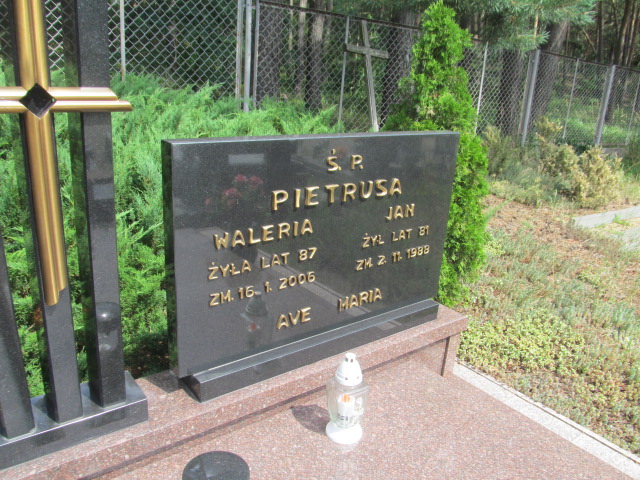 Ś. P.
PIETRUSA
WALERIA JAN
ŻYŁA LAT 87 ŻYŁ LAT 81
ZM. 16. 1. 2006 ZM. 2. 11. 1988
AVE MARIA